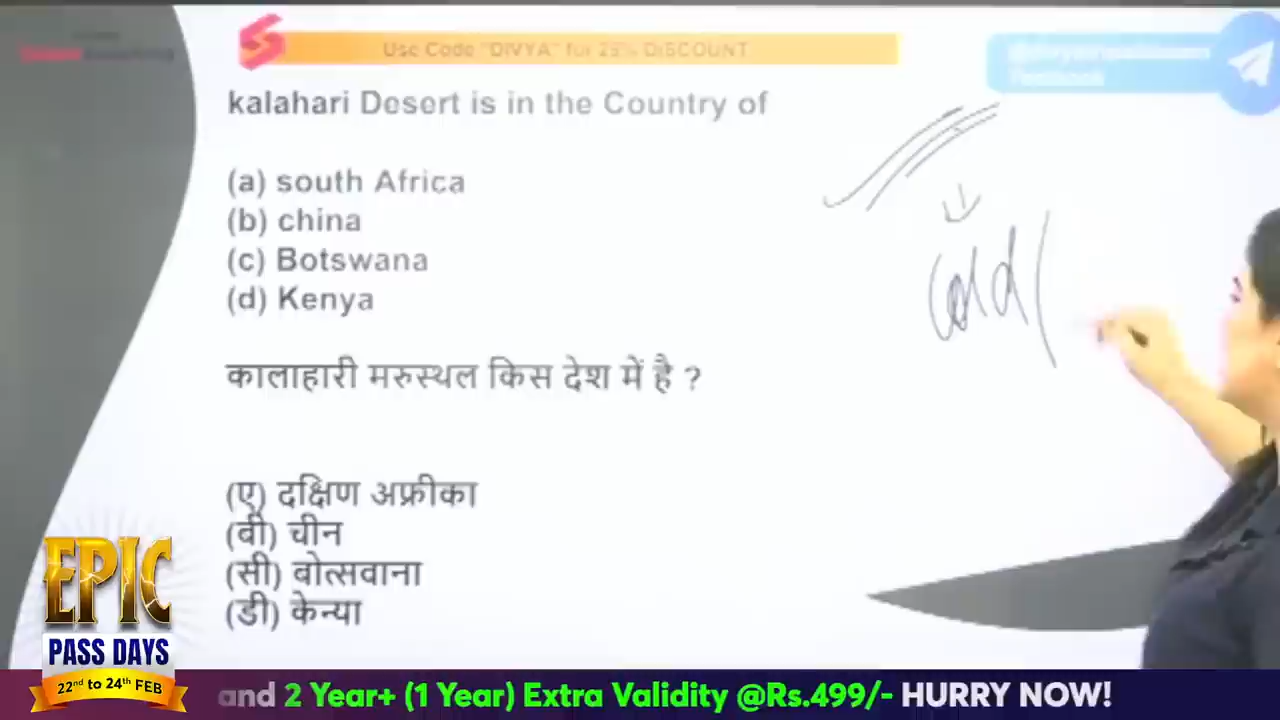 Use Code "DIVYA" for 25% DISCOUNT
kalahari Desert is in the Country of
(a) south Africa
(b) china
(c) Botswana
(d) Kenya
cold
कालाहारी मरुस्थल किस देश में है ?
(ए) दक्षिण अफ्रीका
(बी) चीन
(सी) बोत्सवाना
(डी) केन्या
EPIC
PASS DAYS
22nd to 24th FEB
and 2 Year+ (1 Year) Extra Validity @Rs.499/- HURRY NOW!